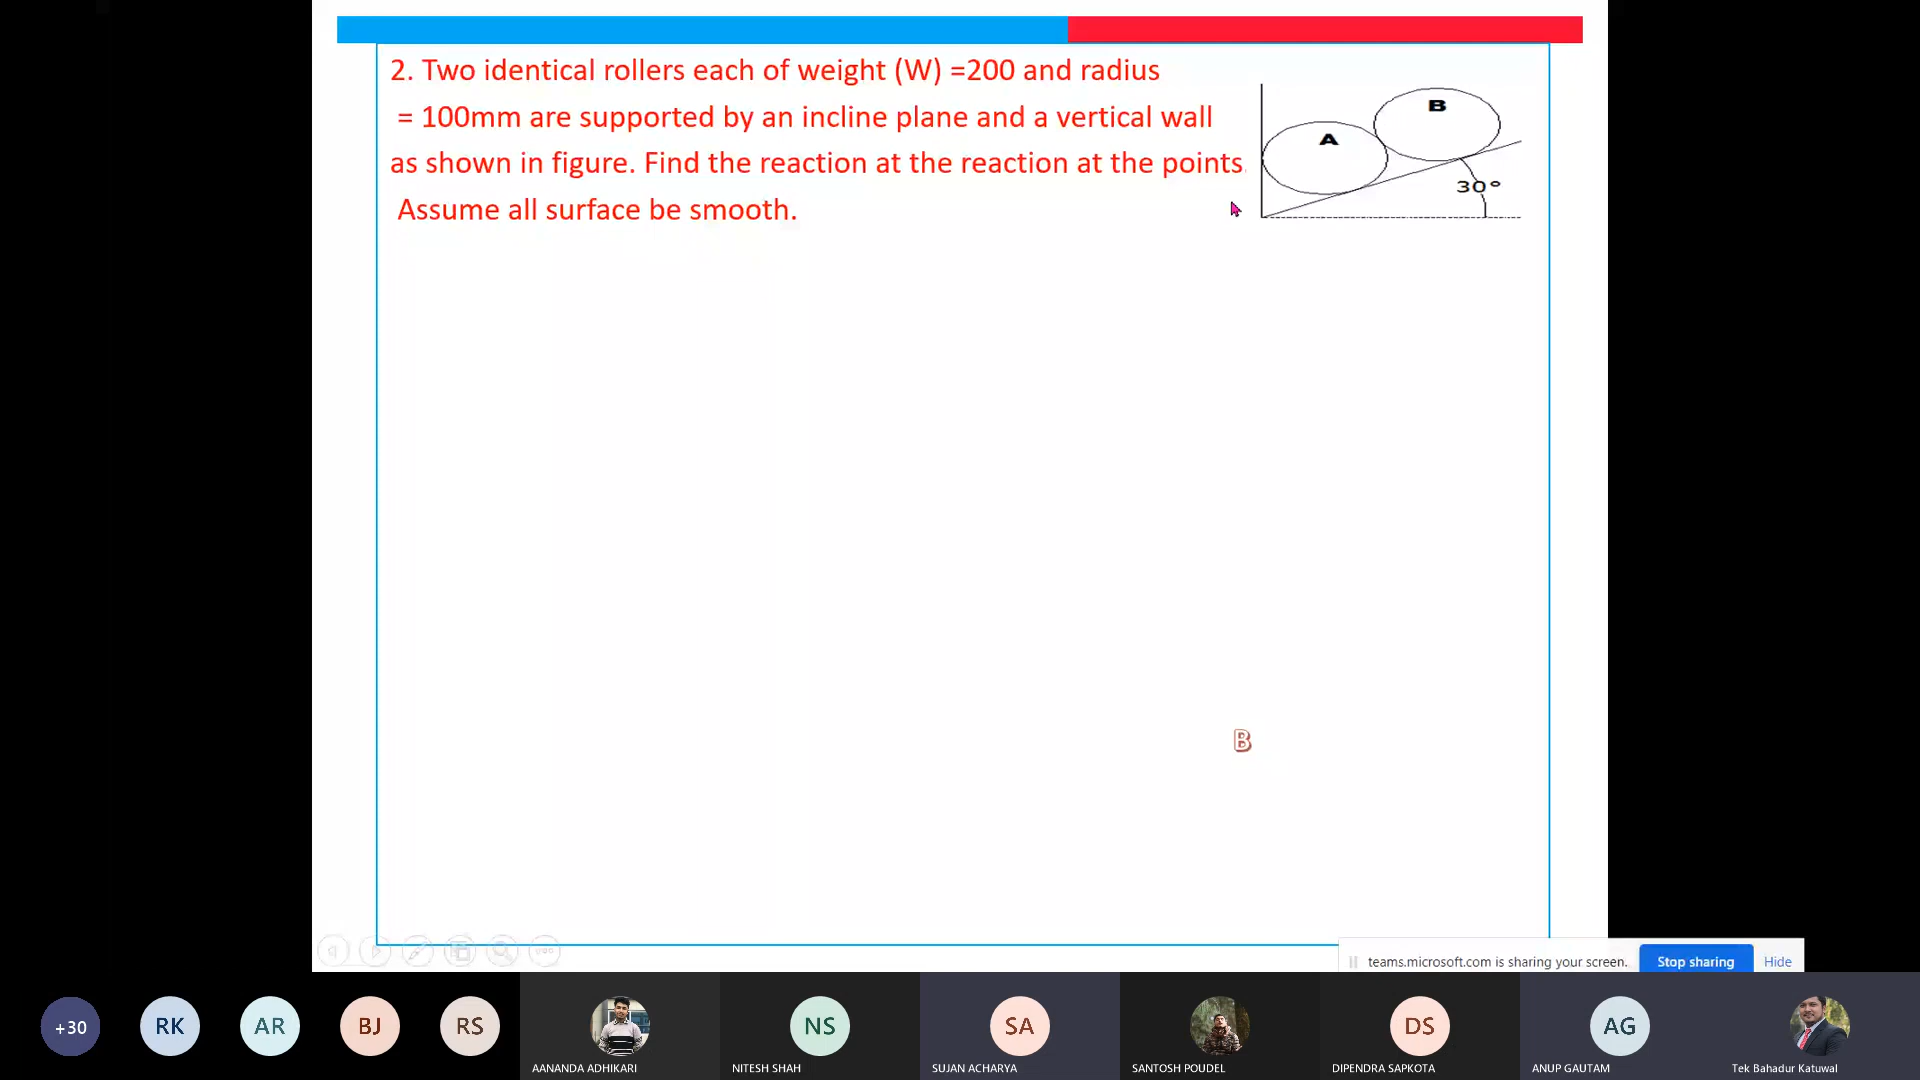 2. Two identical rollers each of weight (W) =200 and radius
= 100mm are supported by an incline plane and a vertical wall
as shown in figure. Find the reaction at the reaction at the points.
Assume all surface be smooth.
A
B
30°
B
teams.microsoft.com is sharing your screen.
Stop sharing
Hide
+30
RK
AR
BJ
RS
NS
SA
DS
AG
AANANDA ADHIKARI
NITESH SHAH
SUJAN ACHARYA
SANTOSH POUDEL
DIPENDRA SAPKOTA
ANUP GAUTAM
Tek Bahadur Katuwal